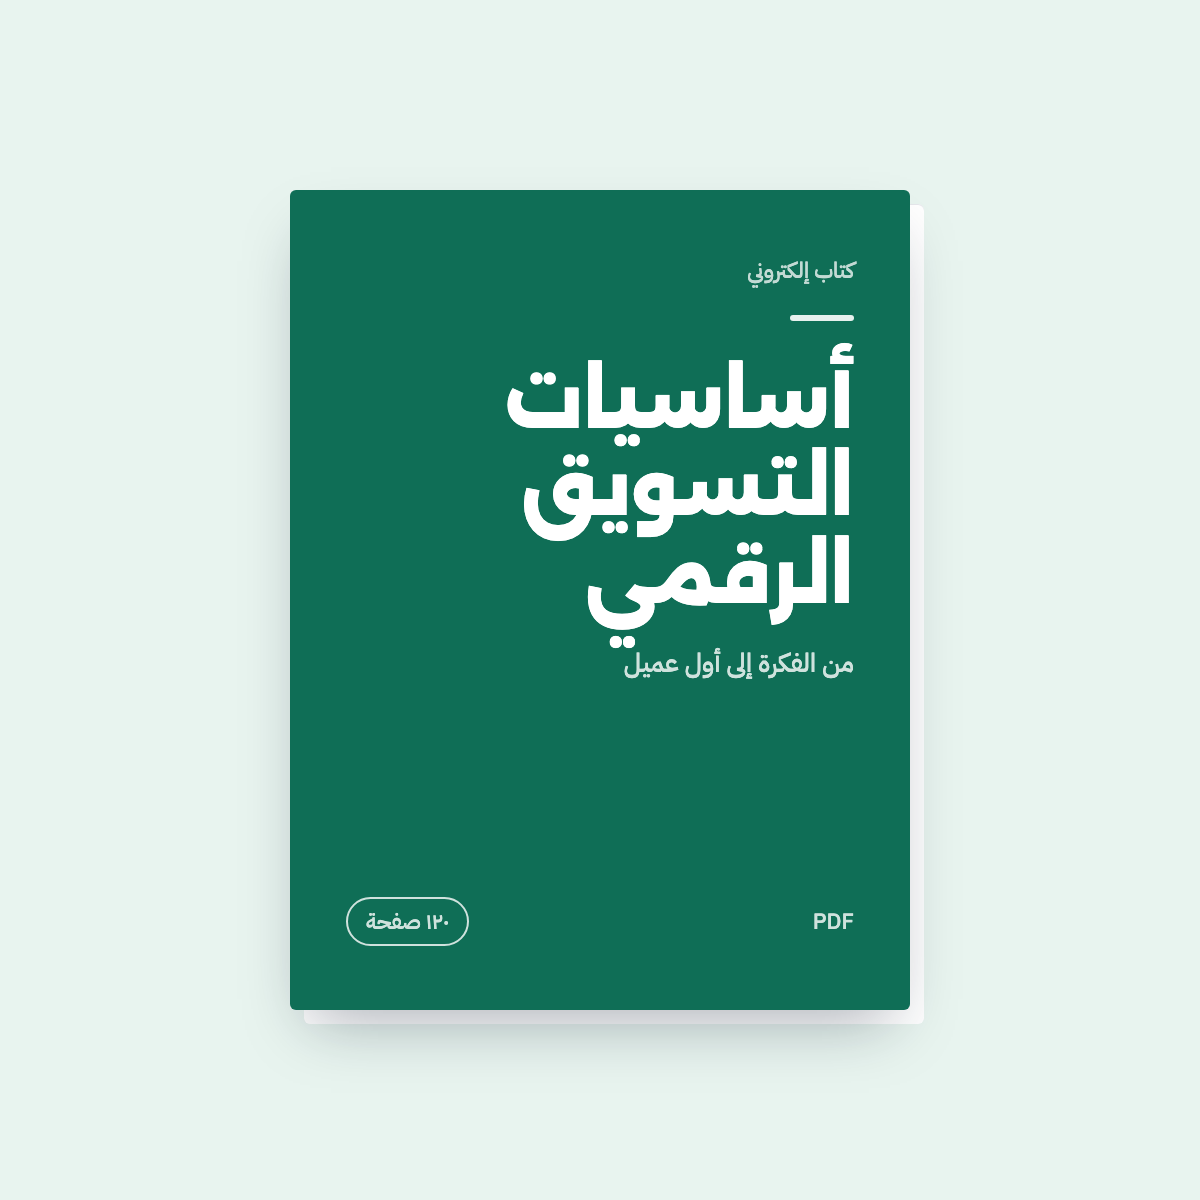 كتاب إلكتروني
أساسيات
التسويق
الرقمي
من الفكرة إلى أول عميل
PDF
١٢٠ صفحة